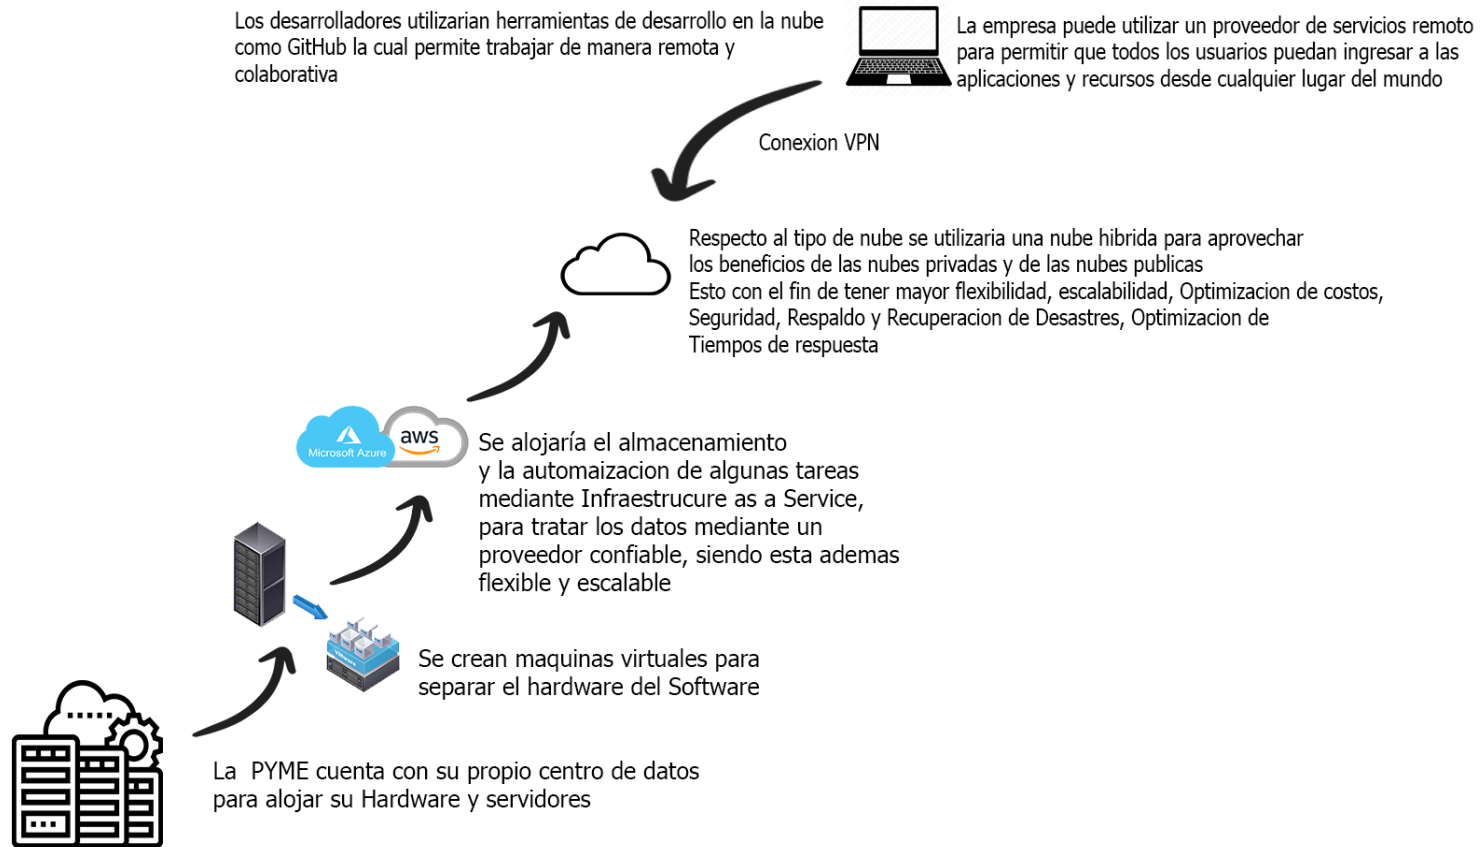 Los desarrolladores utilizarian herramientas de desarrollo en la nube
como GitHub la cual permite trabajar de manera remota y
colaborativa
La empresa puede utilizar un proveedor de servicios remoto
para permitir que todos los usuarios puedan ingresar a las
aplicaciones y recursos desde cualquier lugar del mundo
Conexion VPN
Respecto al tipo de nube se utilizaria una nube hibrida para aprovechar
los beneficios de las nubes privadas y de las nubes publicas
Esto con el fin de tener mayor flexibilidad, escalabilidad, Optimizacion de costos,
Seguridad, Respaldo y Recuperacion de Desastres, Optimizacion de
Tiempos de respuesta
Microsoft Azure
aws
Se alojaría el almacenamiento
y la automaizacion de algunas tareas
mediante Infraestrucure as a Service,
para tratar los datos mediante un
proveedor confiable, siendo esta ademas
flexible y escalable
VMware
Se crean maquinas virtuales para
separar el hardware del Software
La  PYME cuenta con su propio centro de datos
para alojar su Hardware y servidores